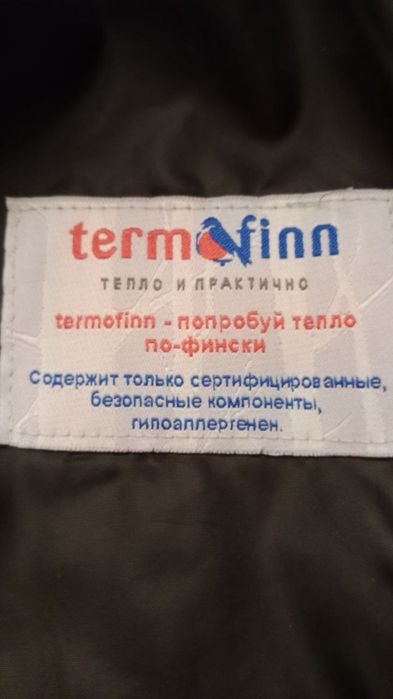 termofinn
ТЕПЛО И ПРАКТИЧНО
termofinn - попробуй тепло
по-фински
Содержит только сертифицированные,
безопасные компоненты,
гипоаллергенен.